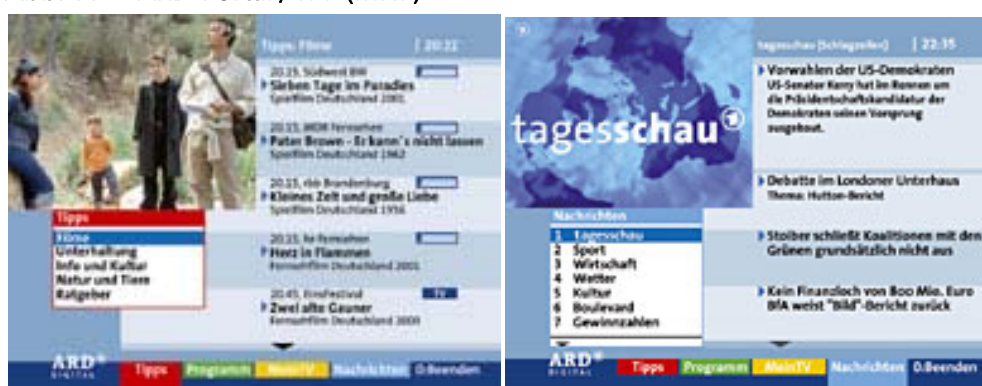 Tipps: Filme | 20:22
20.15, Südwest BW
Sieben Tage im Paradies
Spielfilm Deutschland 2001
20.15, MDR Fernsehen
Pater Brown - Er kann's nicht lassen
Spielfilm Deutschland 1962
20.15, rbb Brandenburg
Kleines Zelt und große Liebe
Spielfilm Deutschland 1956
20.15, hr-Fernsehen
Herz in Flammen
Fernsehfilm Deutschland 2001
20.45, EinsFestival
Zwei alte Gauner
Fernsehfilm Deutschland
Tipps
Filme
Unterhaltung
Info und Kultur
Natur und Tiere
Ratgeber
ARD
DIGITAL
Tipps Programm MeinTV Nachrichten 0:Beenden
tagesschau (Schlagzeilen) | 22:35
tagesschau
Vorwahlen der US-Demokraten
US-Senator Kerry hat im Rennen um
die Präsidentschaftskandidatur der
Demokraten seinen Vorsprung
ausgebaut.
Debatte im Londoner Unterhaus
Thema: Hutton-Bericht
Stoiber schließt Koalitionen mit den
Grünen grundsätzlich nicht aus
Kein Finanzloch von 800 Mio. Euro
BfA weist "Bild"-Bericht zurück
Nachrichten
1 Tagesschau
2 Sport
3 Wirtschaft
4 Wetter
5 Kultur
6 Boulevard
7 Gewinnzahlen
ARD
DIGITAL
Tipps Programm MeinTV Nachrichten 0:Beenden